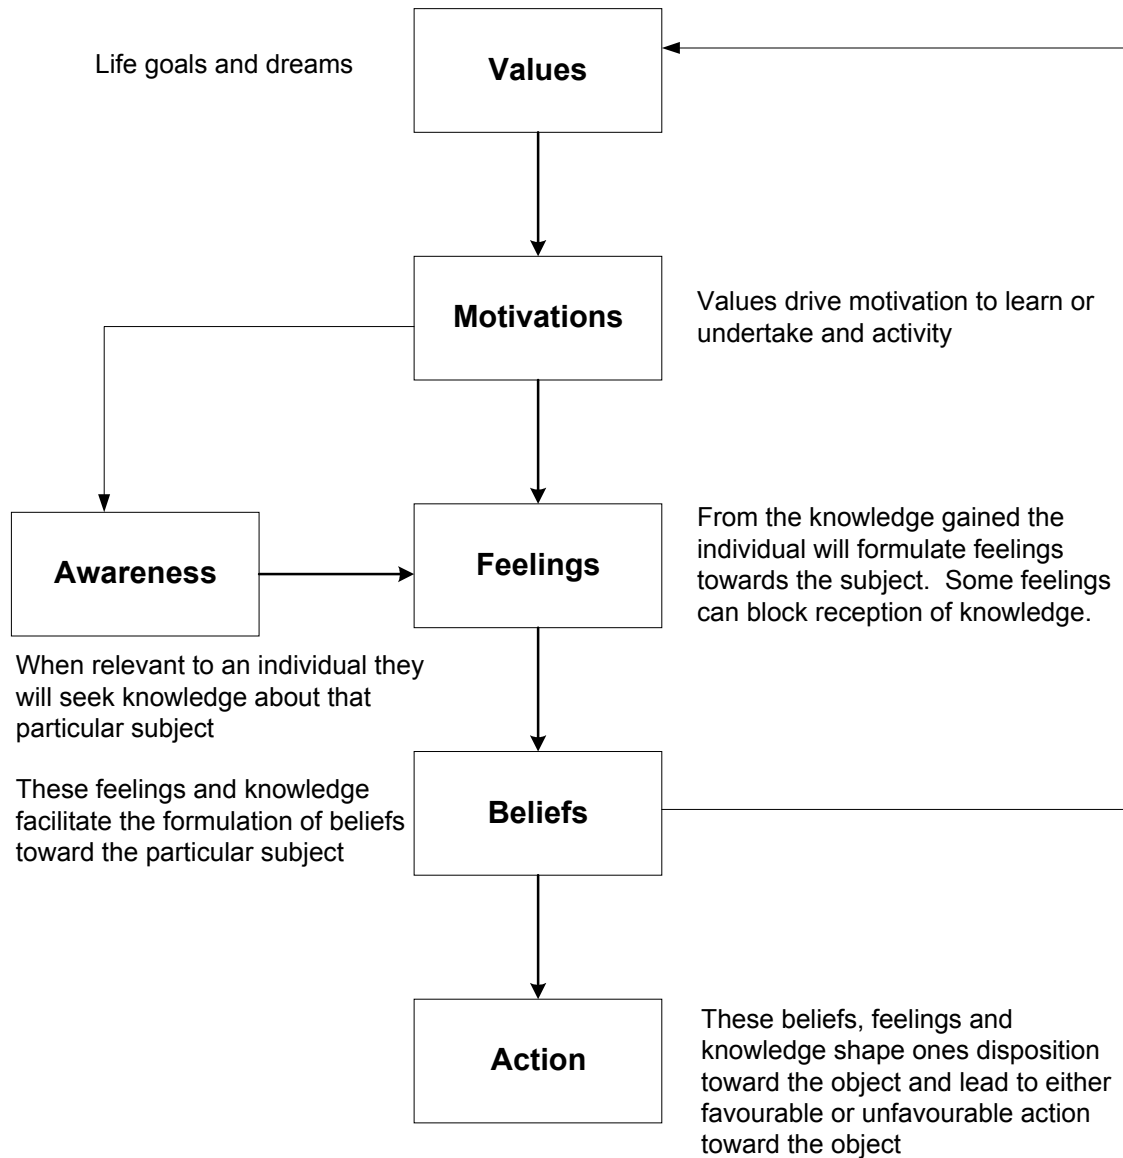 Life goals and dreams
Values
Motivations
Values drive motivation to learn or
undertake and activity
Awareness
Feelings
From the knowledge gained the
individual will formulate feelings
towards the subject.  Some feelings
can block reception of knowledge.
When relevant to an individual they
will seek knowledge about that
particular subject
These feelings and knowledge
facilitate the formulation of beliefs
toward the particular subject
Beliefs
Action
These beliefs, feelings and
knowledge shape ones disposition
toward the object and lead to either
favourable or unfavourable action
toward the object